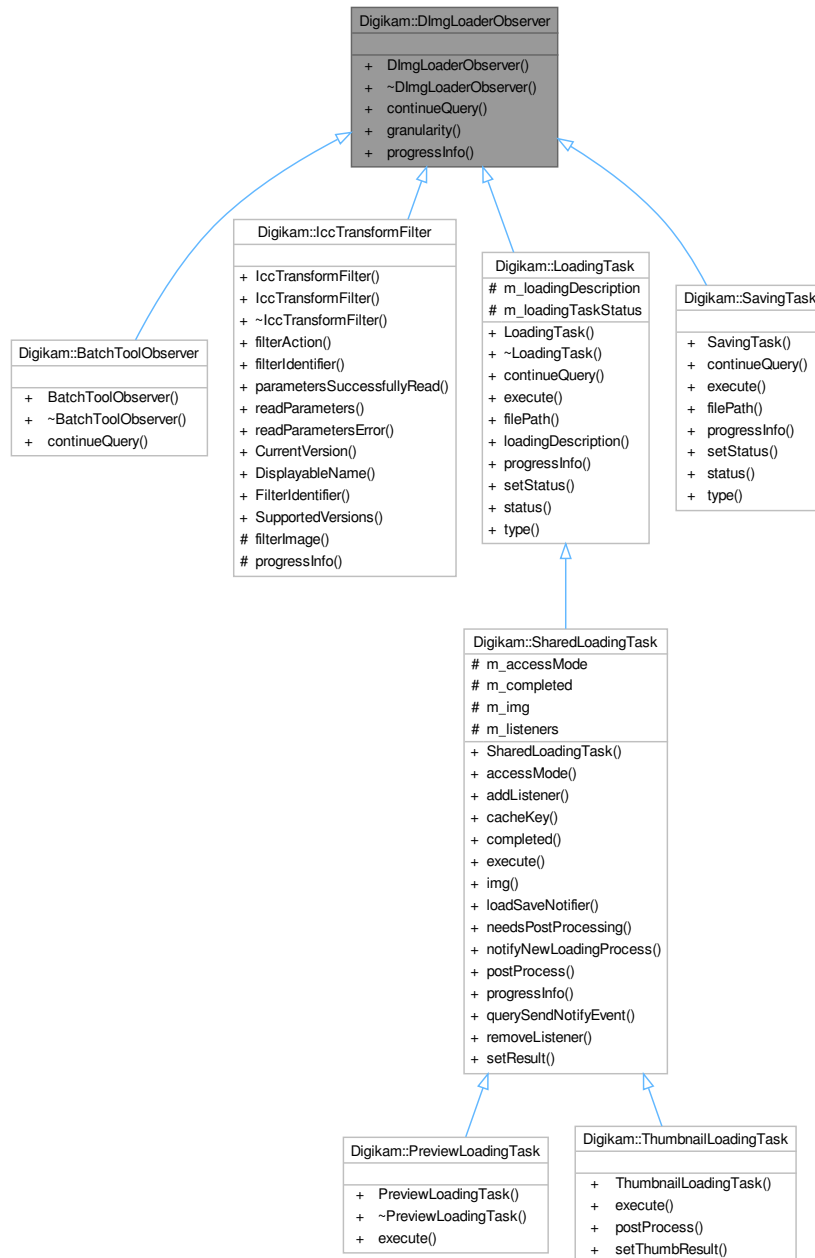 Digikam::DImgLoaderObserver
+ DImgLoaderObserver()
+ ~DImgLoaderObserver()
+ continueQuery()
+ granularity()
+ progressInfo()
Digikam::BatchToolObserver
+ BatchToolObserver()
+ ~BatchToolObserver()
+ continueQuery()
Digikam::IccTransformFilter
+ IccTransformFilter()
+ IccTransformFilter()
+ ~IccTransformFilter()
+ filterAction()
+ filterIdentifier()
+ parametersSuccessfullyRead()
+ readParameters()
+ readParametersError()
+ CurrentVersion()
+ DisplayableName()
+ FilterIdentifier()
+ SupportedVersions()
# filterImage()
# progressInfo()
Digikam::LoadingTask
# m_loadingDescription
# m_loadingTaskStatus
+ LoadingTask()
+ ~LoadingTask()
+ continueQuery()
+ execute()
+ filePath()
+ loadingDescription()
+ progressInfo()
+ setStatus()
+ status()
+ type()
Digikam::SavingTask
+ SavingTask()
+ continueQuery()
+ execute()
+ filePath()
+ progressInfo()
+ setStatus()
+ status()
+ type()
Digikam::SharedLoadingTask
# m_accessMode
# m_completed
# m_img
# m_listeners
+ SharedLoadingTask()
+ accessMode()
+ addListener()
+ cacheKey()
+ completed()
+ execute()
+ img()
+ loadSaveNotifier()
+ needsPostProcessing()
+ notifyNewLoadingProcess()
+ postProcess()
+ progressInfo()
+ querySendNotifyEvent()
+ removeListener()
+ setResult()
Digikam::PreviewLoadingTask
+ PreviewLoadingTask()
+ ~PreviewLoadingTask()
+ execute()
Digikam::ThumbnailLoadingTask
+ ThumbnailLoadingTask()
+ execute()
+ postProcess()
+ setThumbResult()